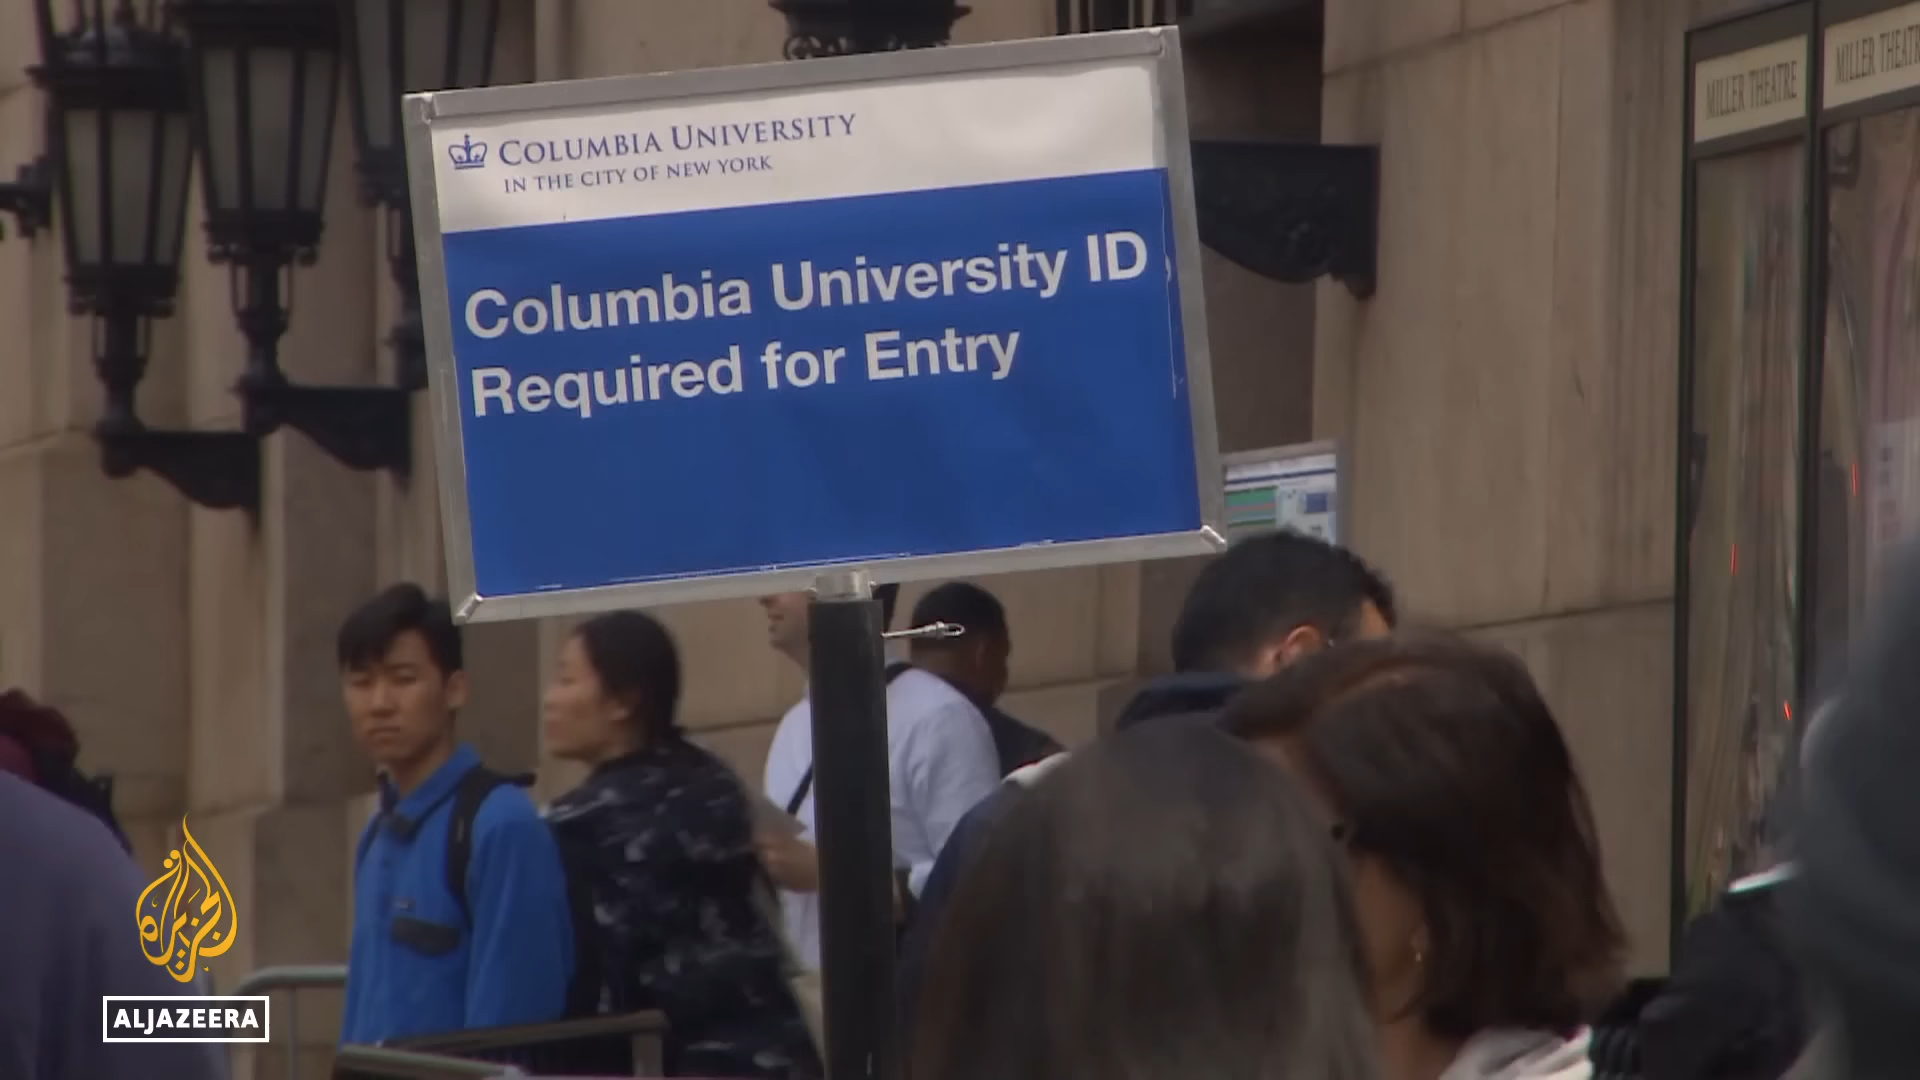 COLUMBIA UNIVERSITY
IN THE CITY OF NEW YORK
Columbia University ID
Required for Entry
MILLER THEATRE
MILLER THEATR
الجزيرة
ALJAZEERA